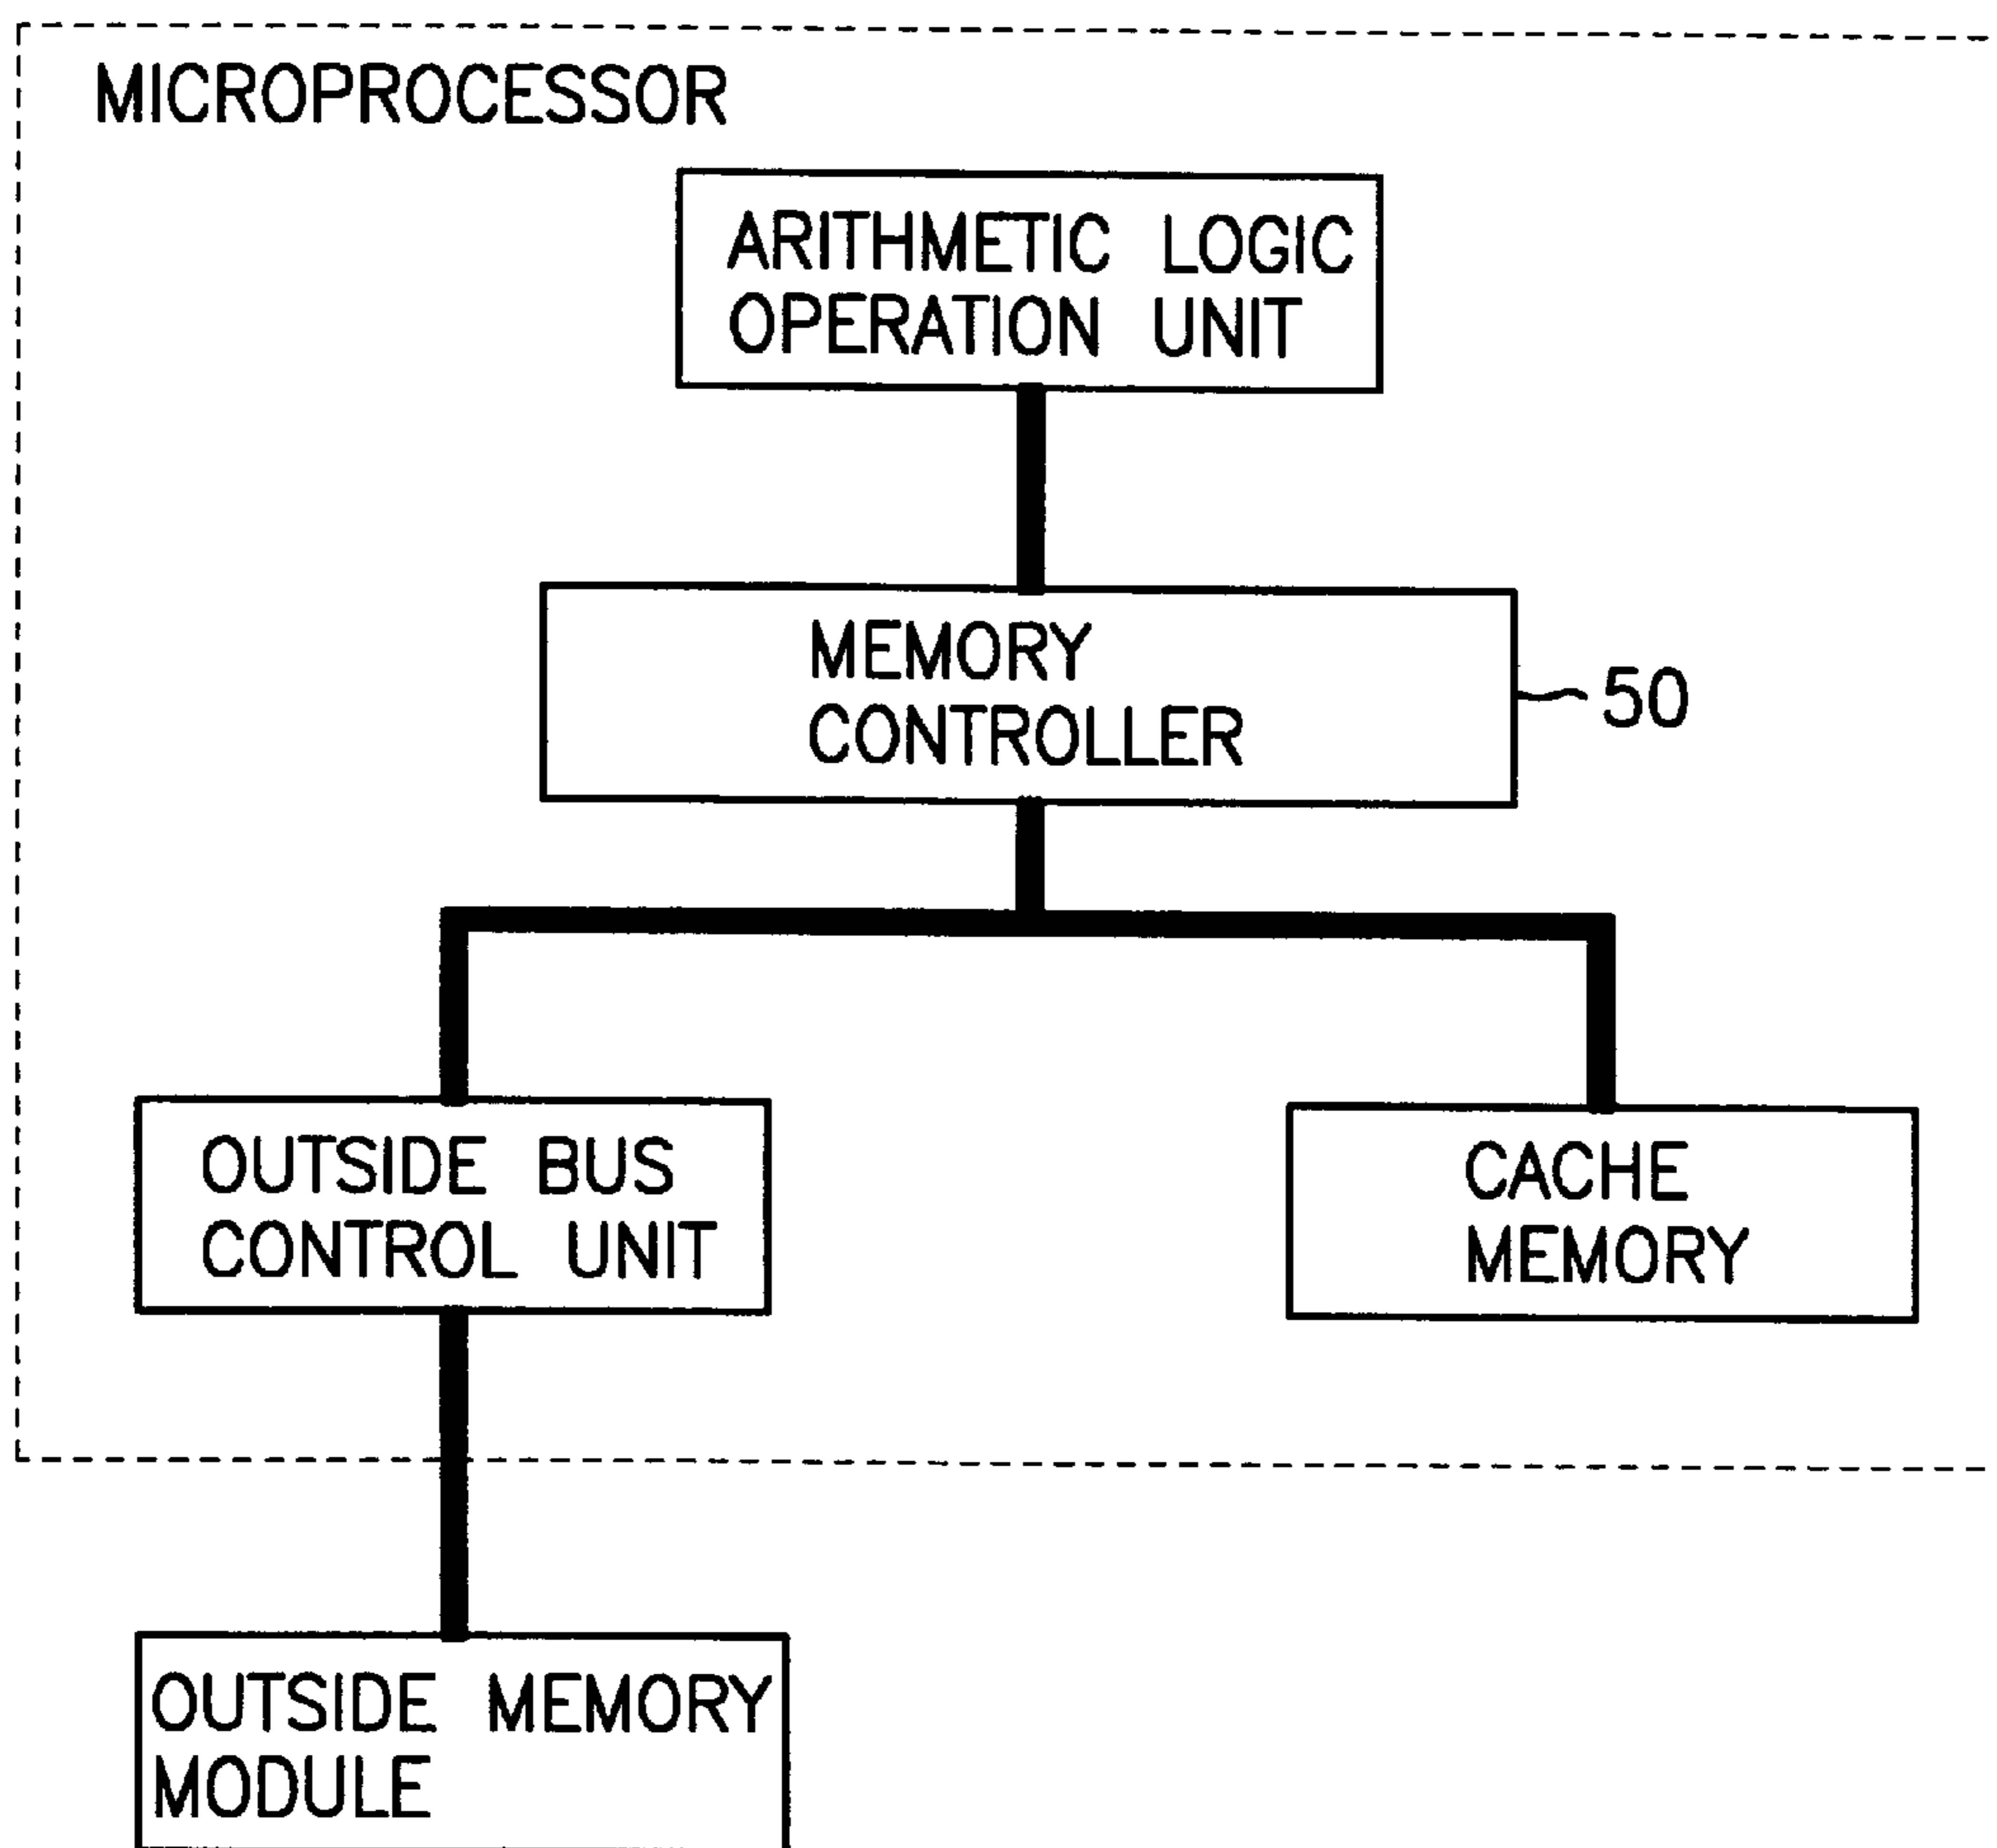 MICROPROCESSOR
ARITHMETIC LOGIC
OPERATION UNIT
MEMORY
CONTROLLER
50
OUTSIDE BUS
CONTROL UNIT
CACHE
MEMORY
OUTSIDE MEMORY
MODULE